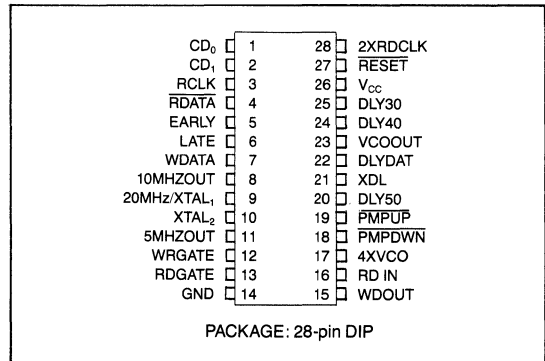 CD₀ 1 28 2XRDCLK
CD₁ 2 27 RESET
RCLK 3 26 VCC
RDATA 4 25 DLY30
EARLY 5 24 DLY40
LATE 6 23 VCOOUT
WDATA 7 22 DLYDAT
10MHZOUT 8 21 XDL
20MHz/XTAL₁ 9 20 DLY50
XTAL₂ 10 19 PMPUP
5MHZOUT 11 18 PMPDWN
WRGATE 12 17 4XVCO
RDGATE 13 16 RD IN
GND 14 15 WDOUT
PACKAGE: 28-pin DIP